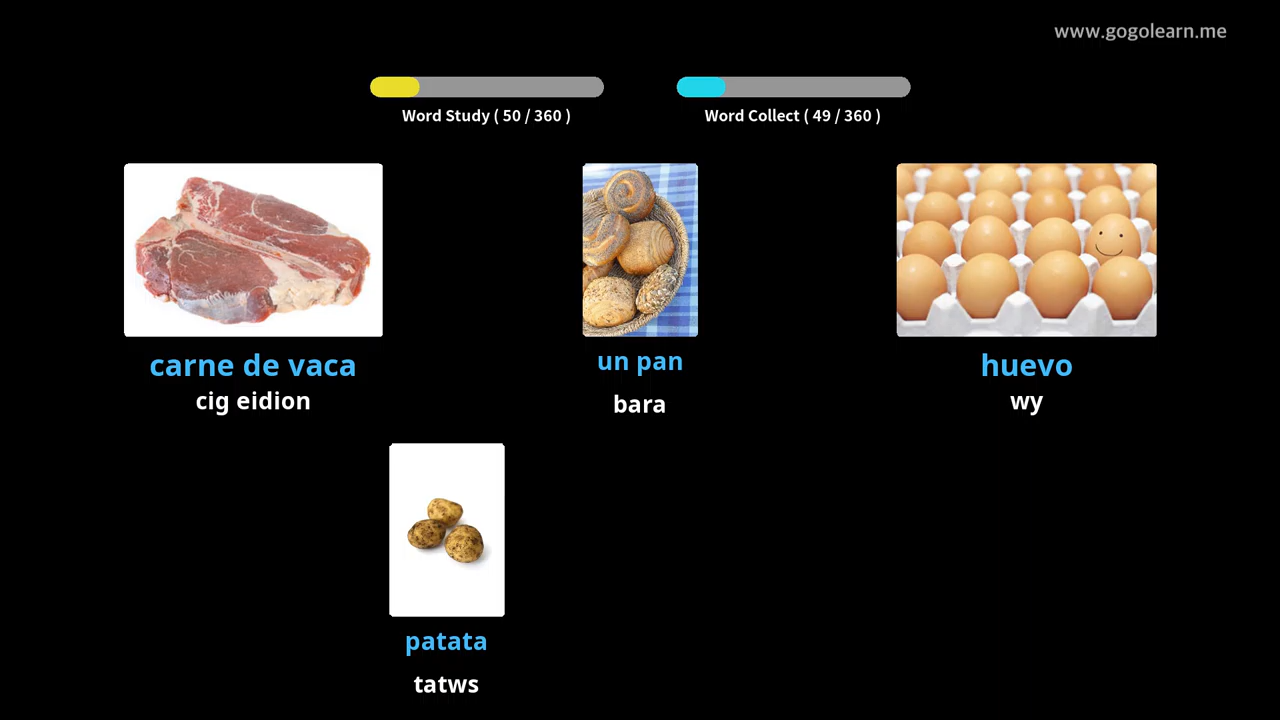 www.gogolearn.me
Word Study ( 50 / 360 )
Word Collect ( 49 / 360 )
carne de vaca
cig eidion
un pan
bara
huevo
wy
patata
tatws